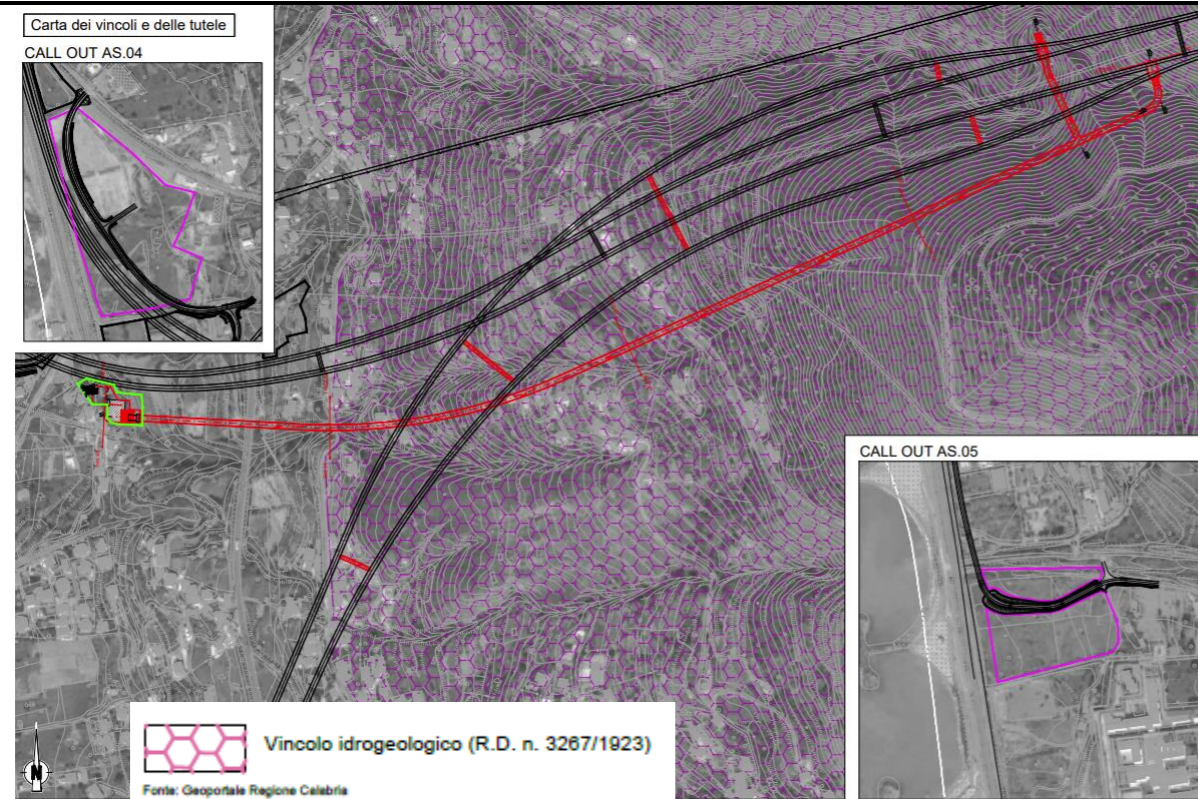 Carta dei vincoli e delle tutele
CALL OUT AS.04
CALL OUT AS.05
Vincolo idrogeologico (R.D. n. 3267/1923)
N
Fonte: Geoportale Regione Calabria